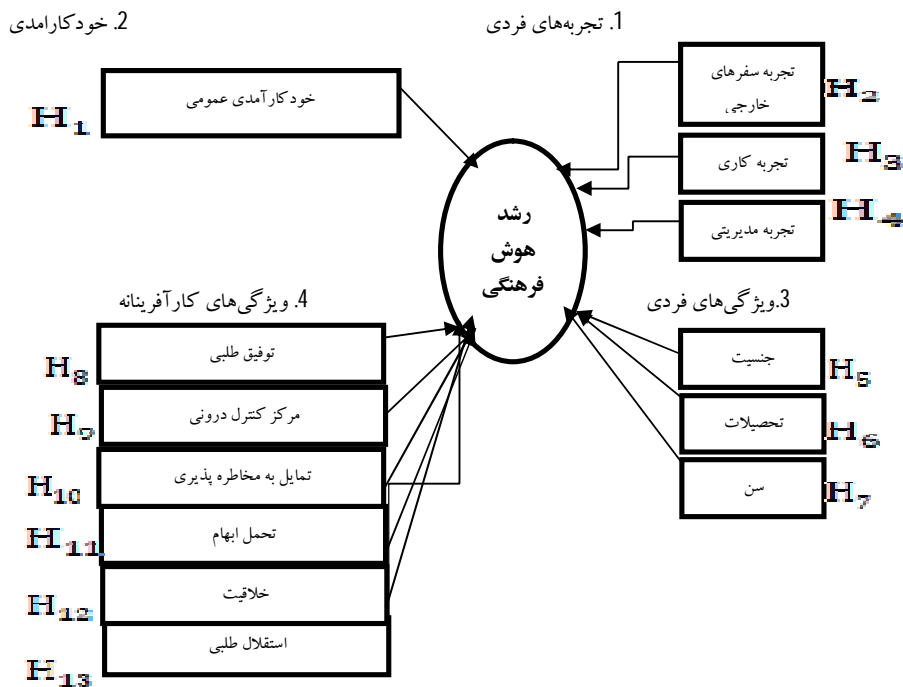 1. تجربه‌های فردی
2. خودکارامدی
تجربه سفرهای
خارجی
H2
خودکارآمدی عمومی
H1
تجربه کاری
H3
تجربه مدیریتی
H4
رشد
هوش
فرهنگی
3.ویژگی‌های فردی
4. ویژگی‌های کارآفرینانه
جنسیت
H5
تحصیلات
H6
سن
H7
توفیق طلبی
H8
مرکز کنترل درونی
H9
تمایل به مخاطره پذیری
H10
تحمل ابهام
H11
خلاقیت
H12
استقلال طلبی
H13